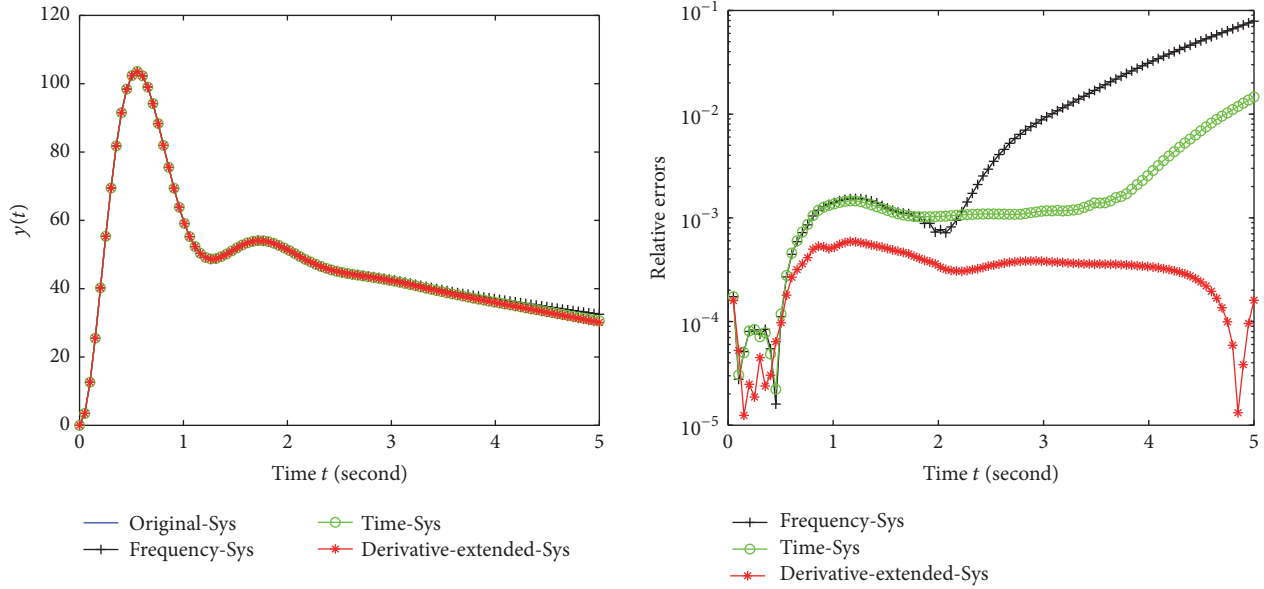 120
100
80
60
40
20
0
y(t)
0 1 2 3 4 5
Time t (second)
Original-Sys
Frequency-Sys
Time-Sys
Derivative-extended-Sys
10⁻¹
10⁻²
10⁻³
10⁻⁴
10⁻⁵
Relative errors
0 1 2 3 4 5
Time t (second)
Frequency-Sys
Time-Sys
Derivative-extended-Sys